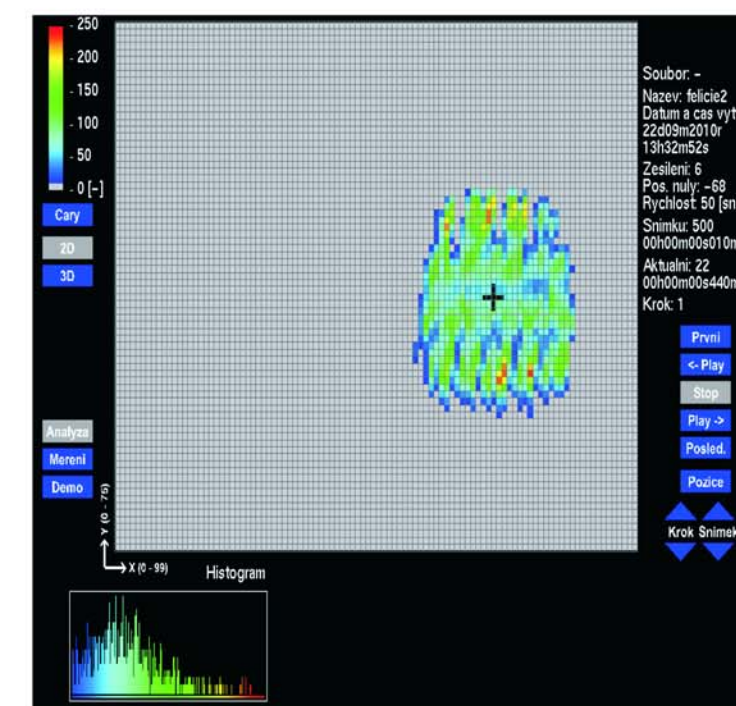 250
200
150
100
50
0 [-]
Cary
2D
3D
Analyza
Mereni
Demo
Y (0 - 75)
X (0 - 99)
Histogram
Soubor: -
Nazev: felicie2
Datum a cas vyt
22d09m2010r
13h32m52s
Zesileni: 6
Pos. nuly: -68
Rychlost: 50 [sn
Snimku: 500
00h00m00s010m
Aktualni: 22
00h00m00s440m
Krok: 1
Prvni
<- Play
Stop
Play ->
Posled.
Pozice
Krok Snimek